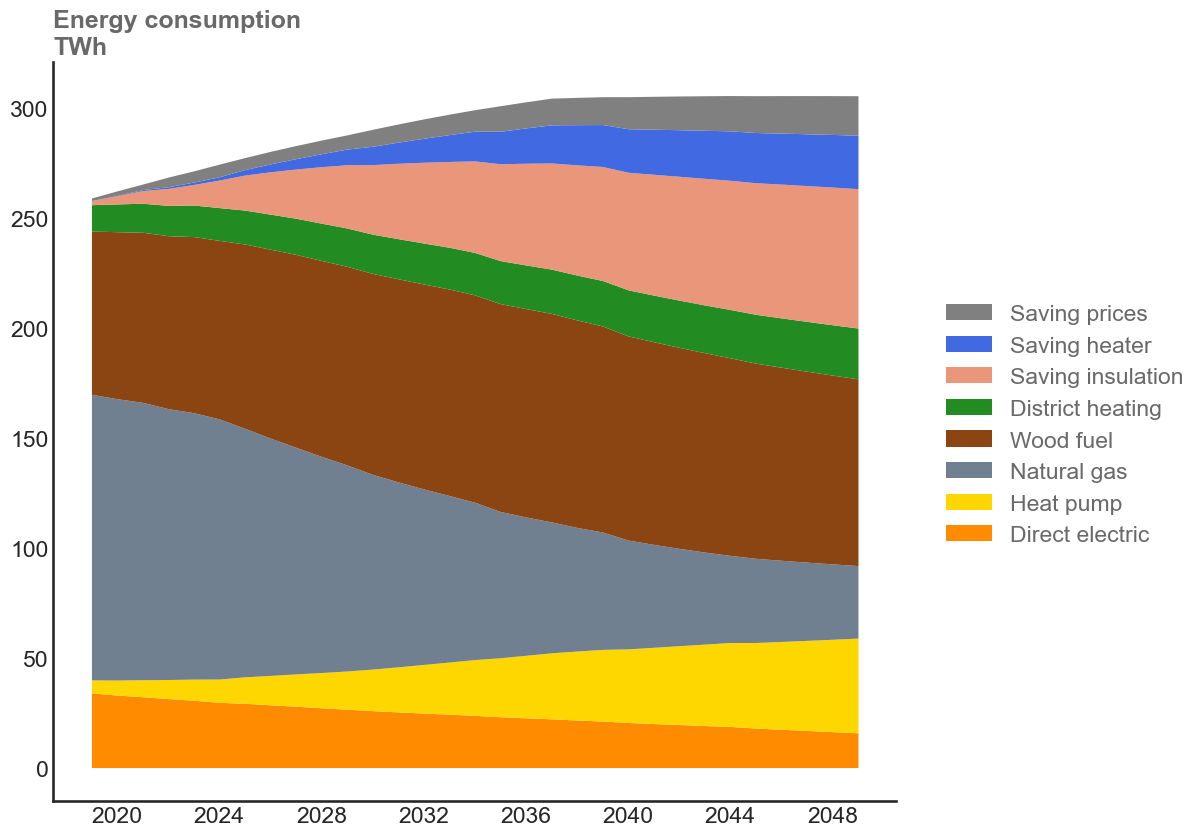 Energy consumption
TWh
300
250
200
150
100
50
0
2020 2024 2028 2032 2036 2040 2044 2048
Saving prices
Saving heater
Saving insulation
District heating
Wood fuel
Natural gas
Heat pump
Direct electric